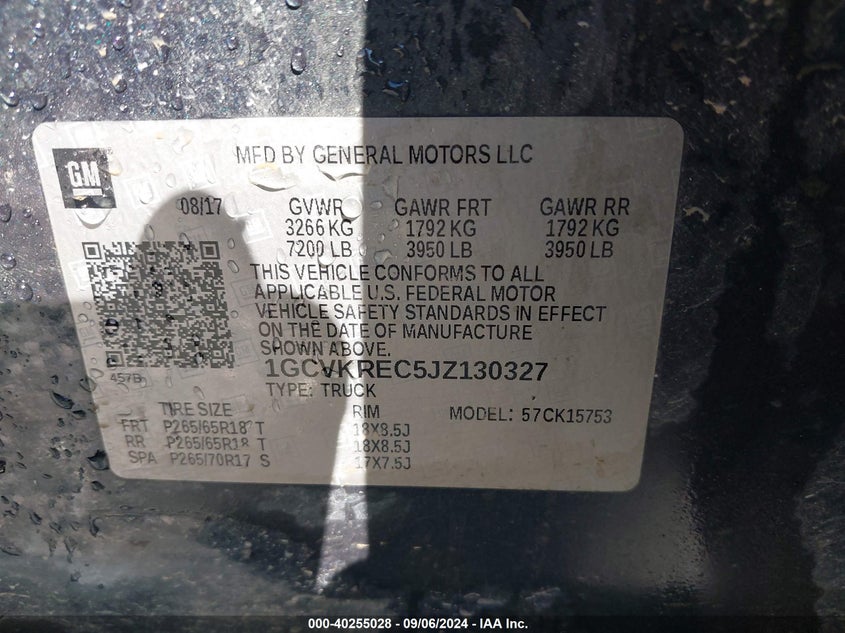 GM
MFD BY GENERAL MOTORS LLC
08/17 GVWR GAWR FRT GAWR RR
3266 KG 1792 KG 1792 KG
7200 LB 3950 LB 3950 LB
THIS VEHICLE CONFORMS TO ALL
APPLICABLE U.S. FEDERAL MOTOR
VEHICLE SAFETY STANDARDS IN EFFECT
ON THE DATE OF MANUFACTURE
SHOWN ABOVE.
457B 1GCVKREC5JZ130327
TYPE: TRUCK
TIRE SIZE RIM MODEL: 57CK15753
FRT P265/65R18 T 18X8.5J
RR P265/65R18 T 18X8.5J
SPA P265/70R17 S 17X7.5J
000-40255028 - 09/06/2024 - IAA Inc.